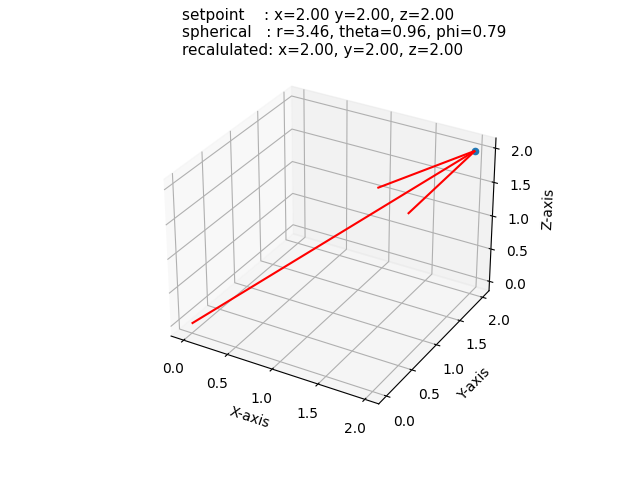 setpoint    : x=2.00 y=2.00, z=2.00
spherical   : r=3.46, theta=0.96, phi=0.79
recalulated: x=2.00, y=2.00, z=2.00
2.0
1.5
1.0
0.5
0.0
Z-axis
2.0
1.5
1.0
0.5
0.0
Y-axis
0.0
0.5
1.0
1.5
2.0
X-axis